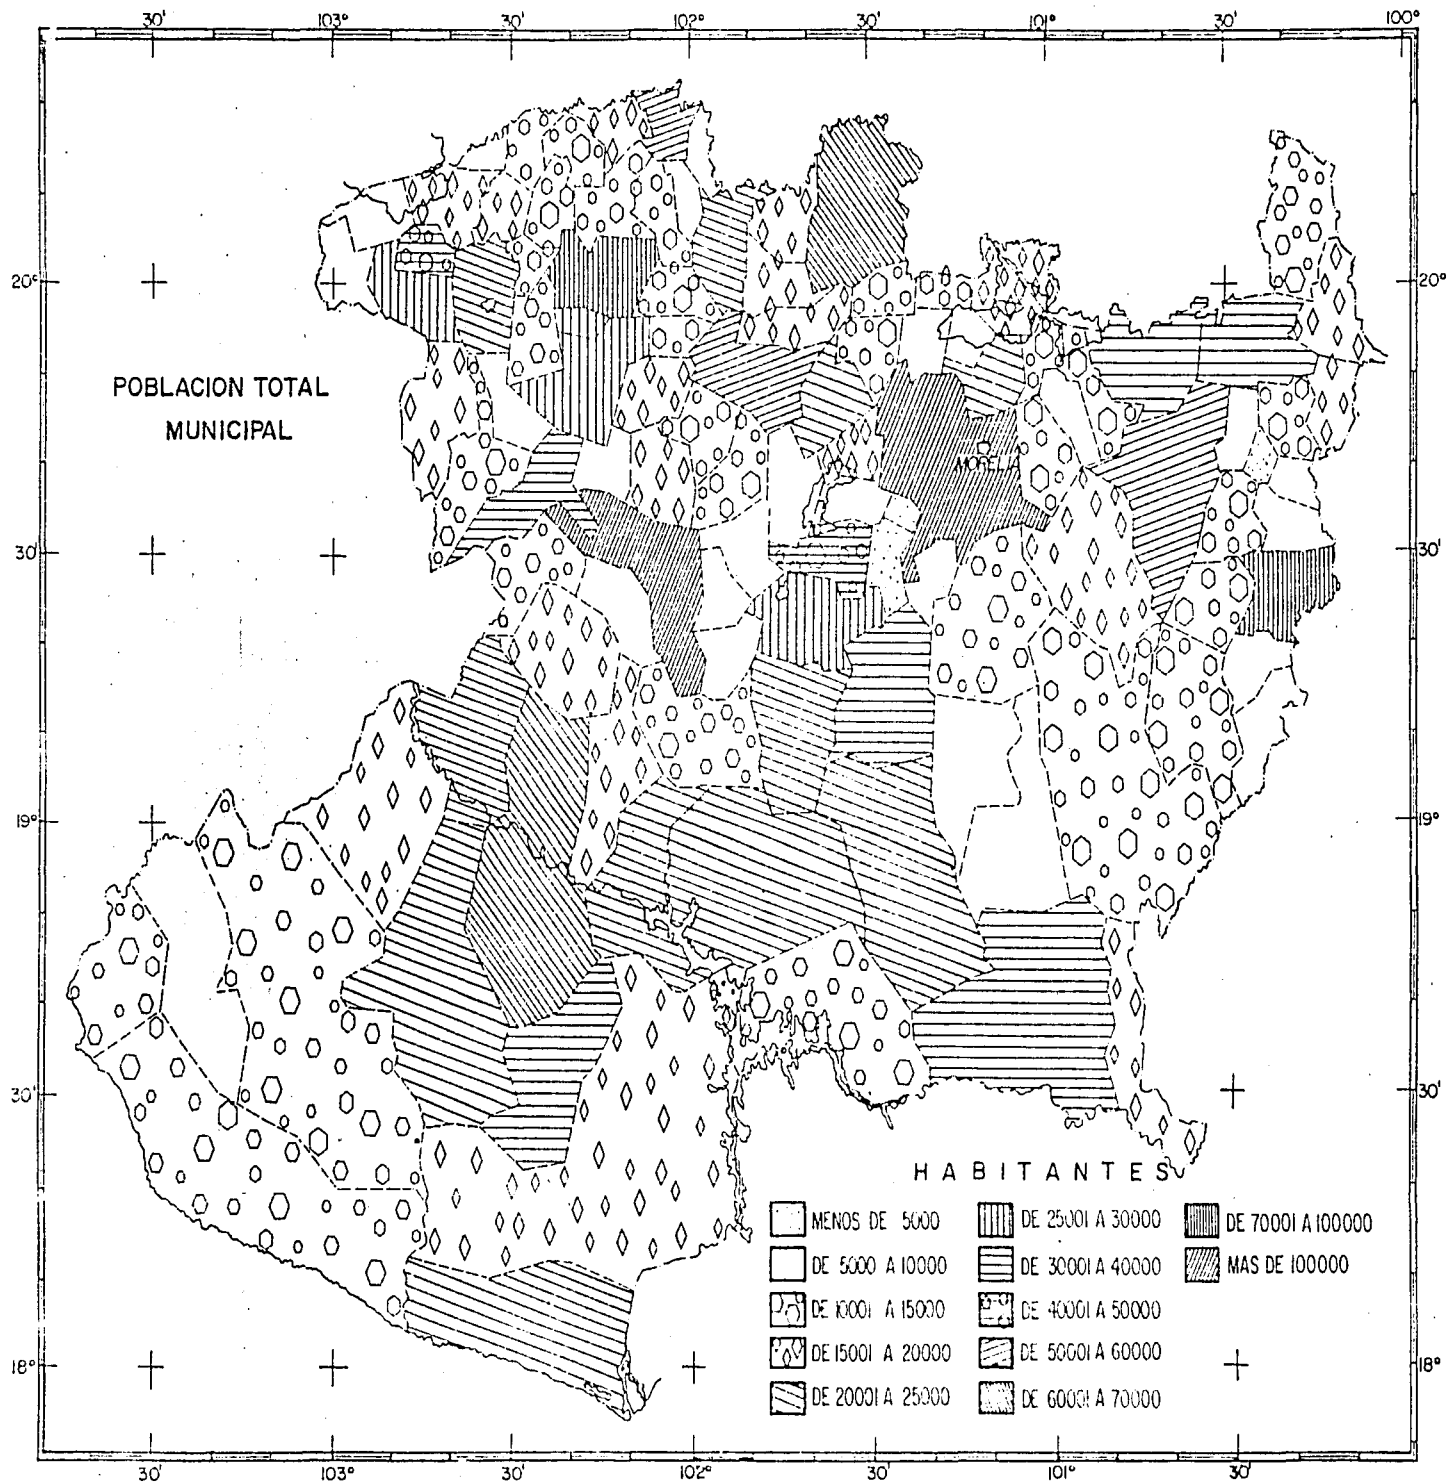 30' 103° 30' 102° 30' 101° 30' 100°
20° 20°
POBLACION TOTAL
MUNICIPAL
MORELIA
30' 30'
19° 19°
30' 30'
HABITANTES
MENOS DE 5000
DE 5000 A 10000
DE 10001 A 15000
DE 15001 A 20000
DE 20001 A 25000
DE 25001 A 30000
DE 30001 A 40000
DE 40001 A 50000
DE 50001 A 60000
DE 60001 A 70000
DE 70001 A 100000
MAS DE 100000
18° 18°
30' 103° 30' 102° 30' 101° 30'